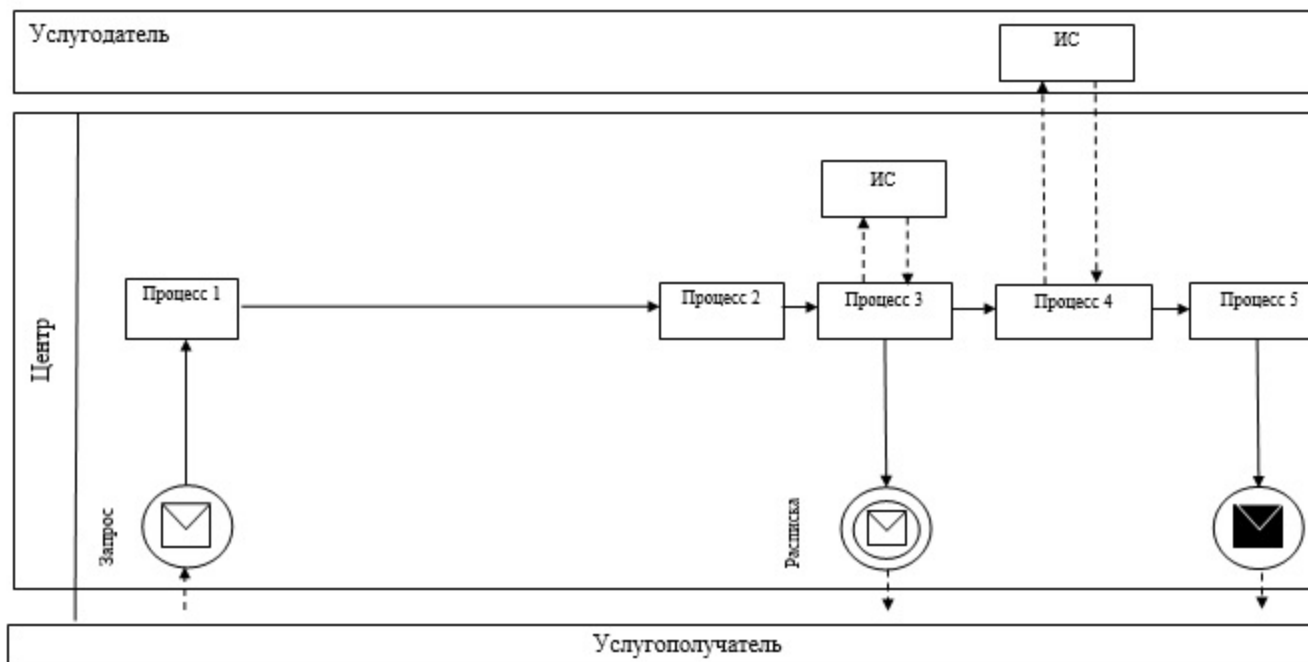 Услугодатель
ИС
ИС
Процесс 1
Процесс 2
Процесс 3
Процесс 4
Процесс 5
Центр
Запрос
Расписка
Услугополучатель